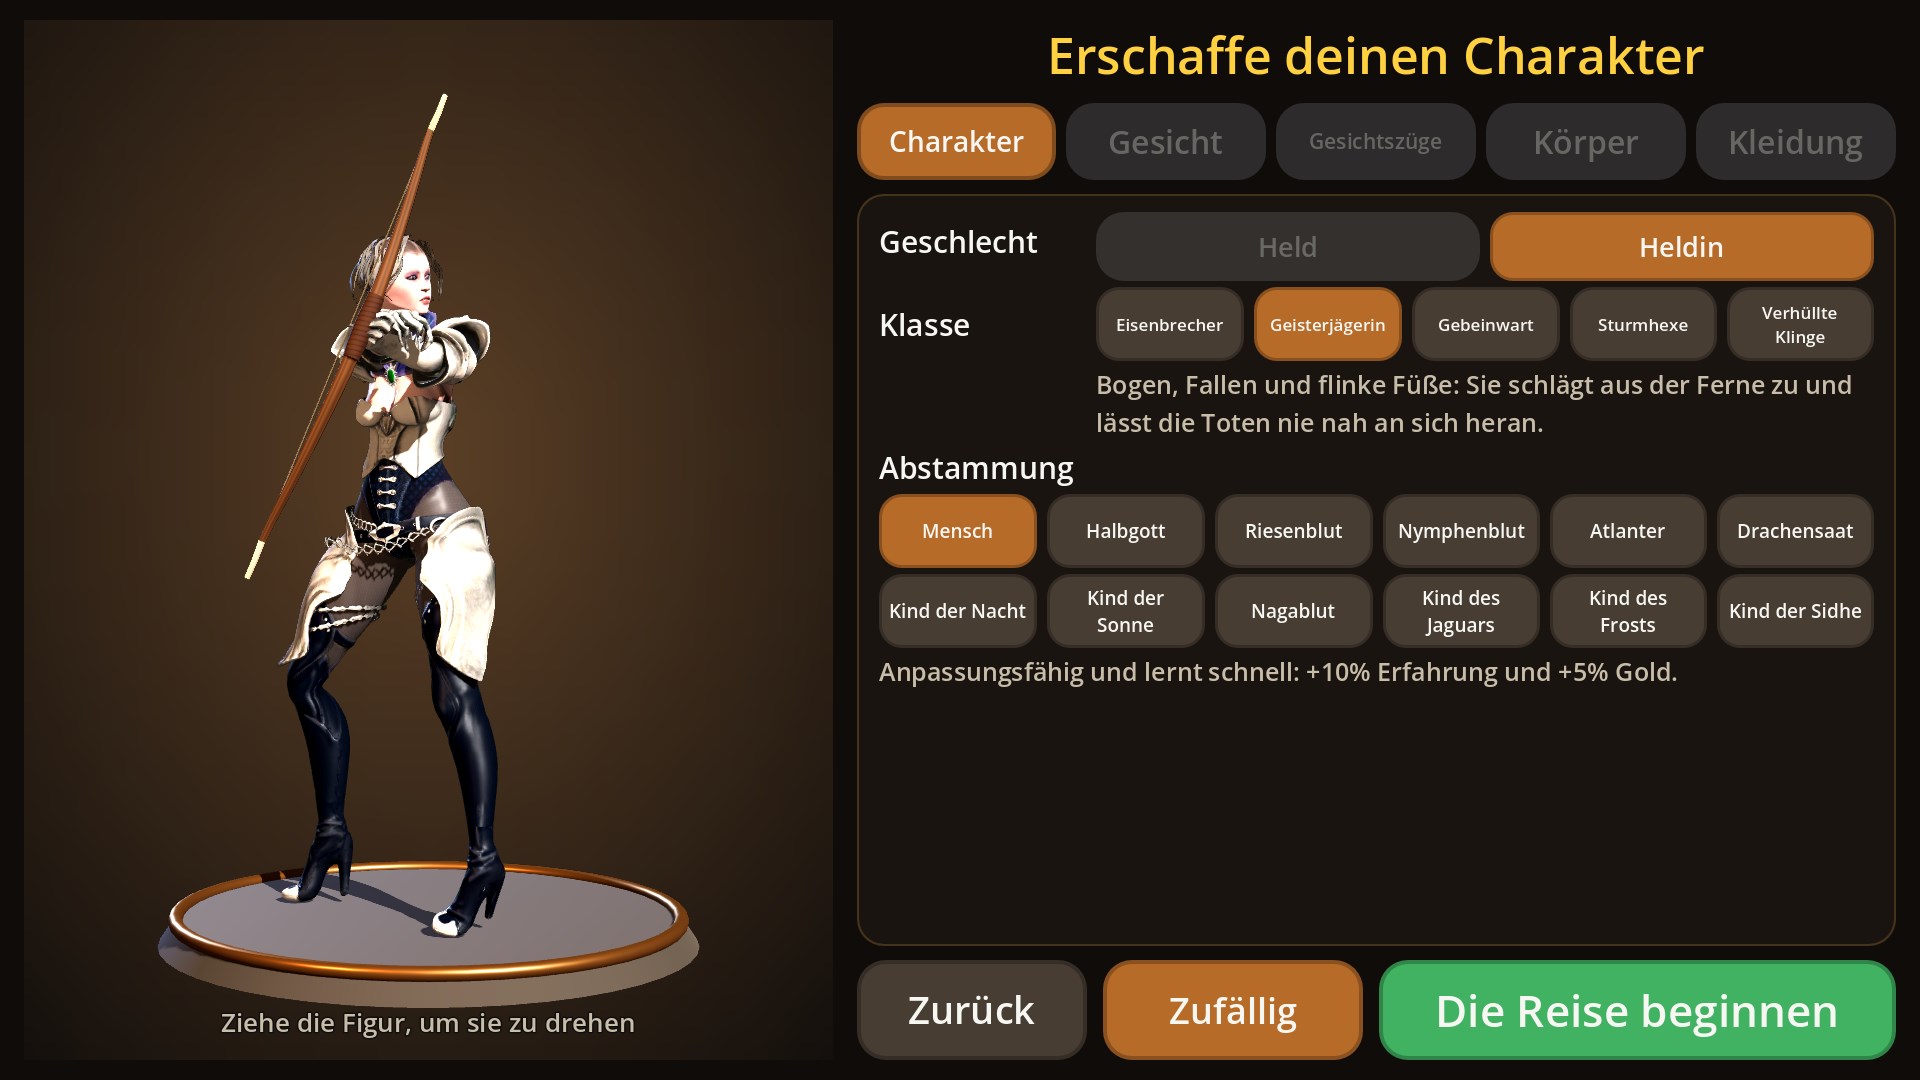 Erschaffe deinen Charakter
Charakter
Gesicht
Gesichtszüge
Körper
Kleidung
Geschlecht
Held
Heldin
Klasse
Eisenbrecher
Geisterjägerin
Gebeinwart
Sturmhexe
Verhüllte
Klinge
Bogen, Fallen und flinke Füße: Sie schlägt aus der Ferne zu und
lässt die Toten nie nah an sich heran.
Abstammung
Mensch
Halbgott
Riesenblut
Nymphenblut
Atlanter
Drachensaat
Kind der Nacht
Kind der
Sonne
Nagablut
Kind des
Jaguars
Kind des
Frosts
Kind der Sidhe
Anpassungsfähig und lernt schnell: +10% Erfahrung und +5% Gold.
Ziehe die Figur, um sie zu drehen
Zurück
Zufällig
Die Reise beginnen